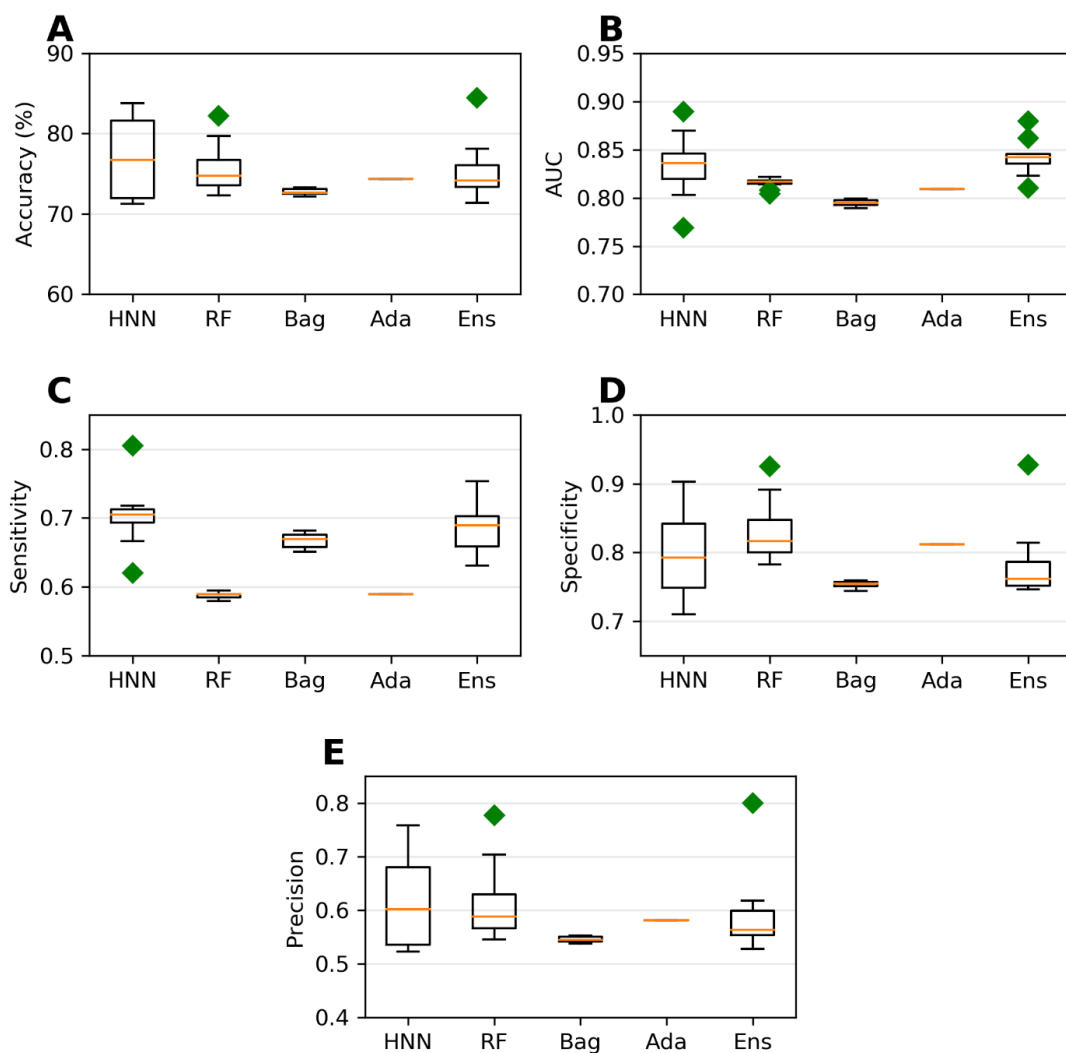 A
Accuracy (%)
90
80
70
60
HNN RF Bag Ada Ens
B
AUC
0.95
0.90
0.85
0.80
0.75
0.70
HNN RF Bag Ada Ens
C
Sensitivity
0.8
0.7
0.6
0.5
HNN RF Bag Ada Ens
D
Specificity
1.0
0.9
0.8
0.7
HNN RF Bag Ada Ens
E
Precision
0.8
0.7
0.6
0.5
0.4
HNN RF Bag Ada Ens